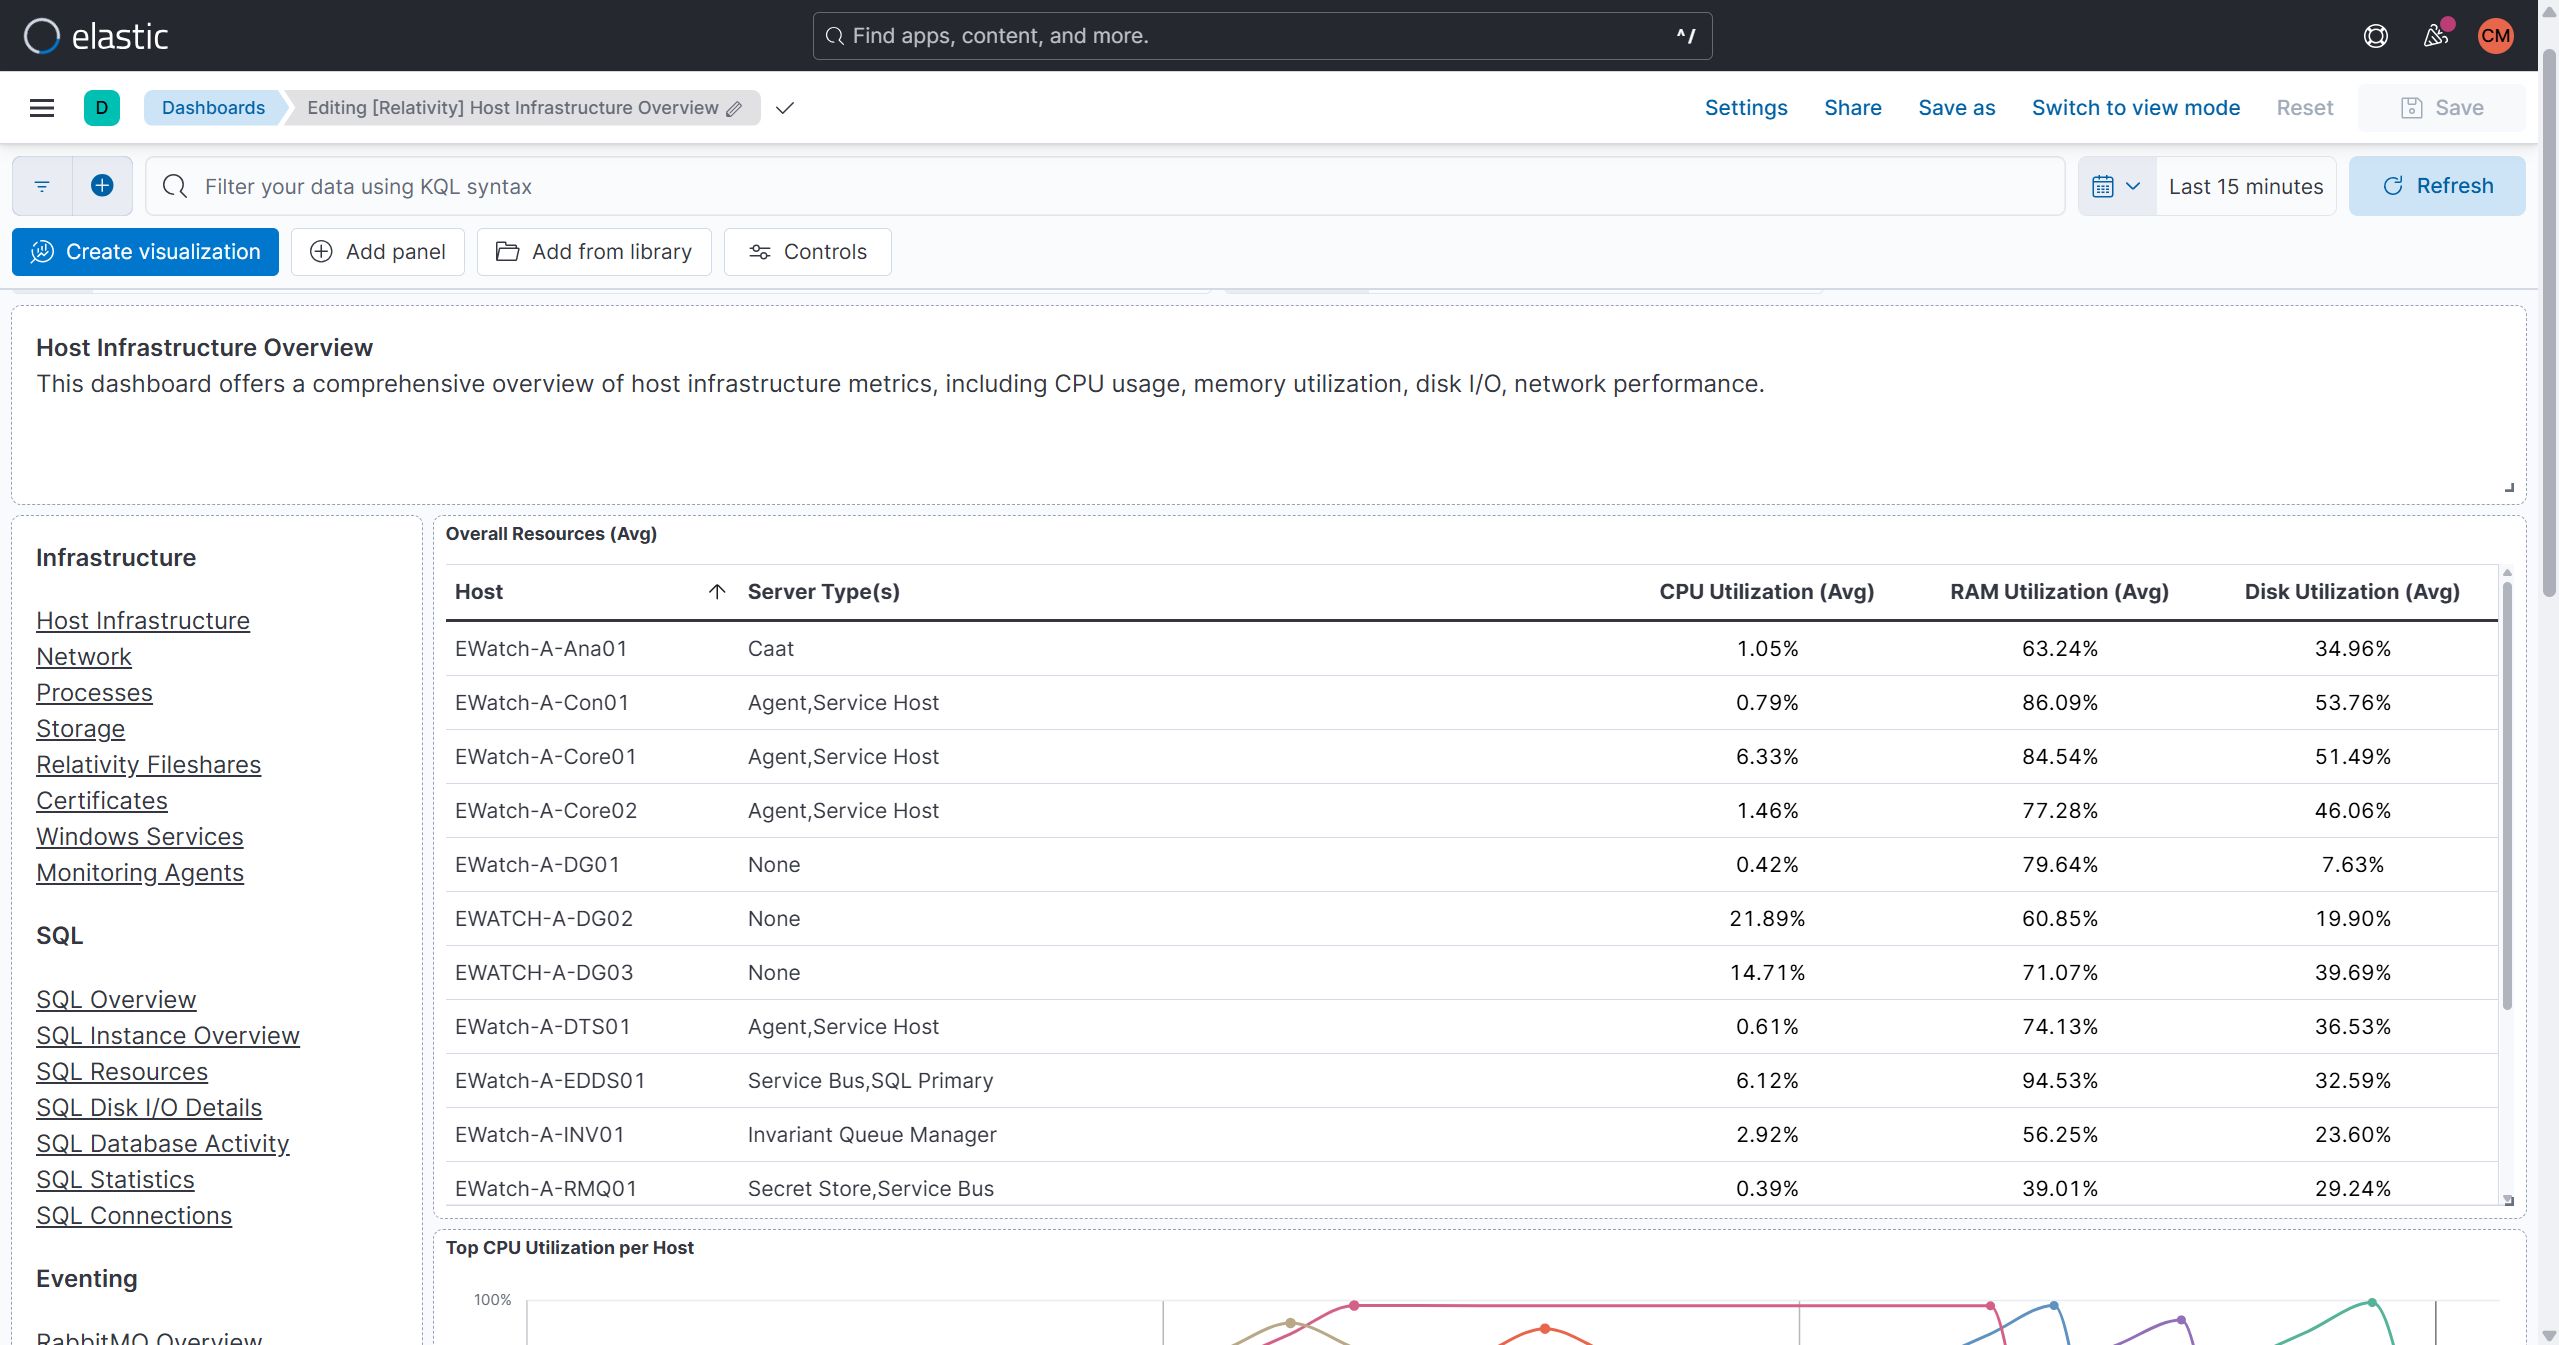 elastic
Find apps, content, and more.
^/
CM
D
Dashboards
Editing [Relativity] Host Infrastructure Overview
Settings
Share
Save as
Switch to view mode
Reset
Save
Filter your data using KQL syntax
Last 15 minutes
Refresh
Create visualization
Add panel
Add from library
Controls
Host Infrastructure Overview
This dashboard offers a comprehensive overview of host infrastructure metrics, including CPU usage, memory utilization, disk I/O, network performance.
Infrastructure
Host Infrastructure
Network
Processes
Storage
Relativity Fileshares
Certificates
Windows Services
Monitoring Agents
SQL
SQL Overview
SQL Instance Overview
SQL Resources
SQL Disk I/O Details
SQL Database Activity
SQL Statistics
SQL Connections
Eventing
RabbitMQ Overview
Overall Resources (Avg)
Host Server Type(s) CPU Utilization (Avg) RAM Utilization (Avg) Disk Utilization (Avg)
EWatch-A-Ana01 Caat 1.05% 63.24% 34.96%
EWatch-A-Con01 Agent,Service Host 0.79% 86.09% 53.76%
EWatch-A-Core01 Agent,Service Host 6.33% 84.54% 51.49%
EWatch-A-Core02 Agent,Service Host 1.46% 77.28% 46.06%
EWatch-A-DG01 None 0.42% 79.64% 7.63%
EWATCH-A-DG02 None 21.89% 60.85% 19.90%
EWATCH-A-DG03 None 14.71% 71.07% 39.69%
EWatch-A-DTS01 Agent,Service Host 0.61% 74.13% 36.53%
EWatch-A-EDDS01 Service Bus,SQL Primary 6.12% 94.53% 32.59%
EWatch-A-INV01 Invariant Queue Manager 2.92% 56.25% 23.60%
EWatch-A-RMQ01 Secret Store,Service Bus 0.39% 39.01% 29.24%
Top CPU Utilization per Host
100%